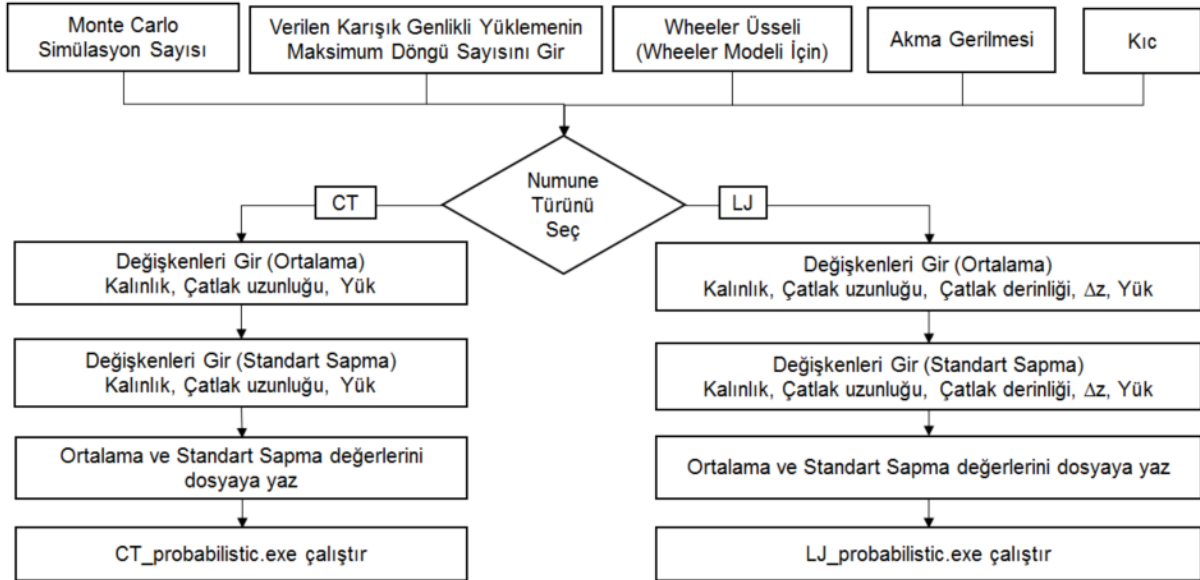 Monte Carlo
Simülasyon Sayısı
Verilen Karışık Genlikli Yüklemenin
Maksimum Döngü Sayısını Gir
Wheeler Üsseli
(Wheeler Modeli İçin)
Akma Gerilmesi
Kıc
Numune
Türünü
Seç
CT
LJ
Değişkenleri Gir (Ortalama)
Kalınlık, Çatlak uzunluğu, Yük
Değişkenleri Gir (Standart Sapma)
Kalınlık, Çatlak uzunluğu, Yük
Ortalama ve Standart Sapma değerlerini
dosyaya yaz
CT_probabilistic.exe çalıştır
Değişkenleri Gir (Ortalama)
Kalınlık, Çatlak uzunluğu, Çatlak derinliği, Δz, Yük
Değişkenleri Gir (Standart Sapma)
Kalınlık, Çatlak uzunluğu, Çatlak derinliği, Δz, Yük
Ortalama ve Standart Sapma değerlerini dosyaya yaz
LJ_probabilistic.exe çalıştır